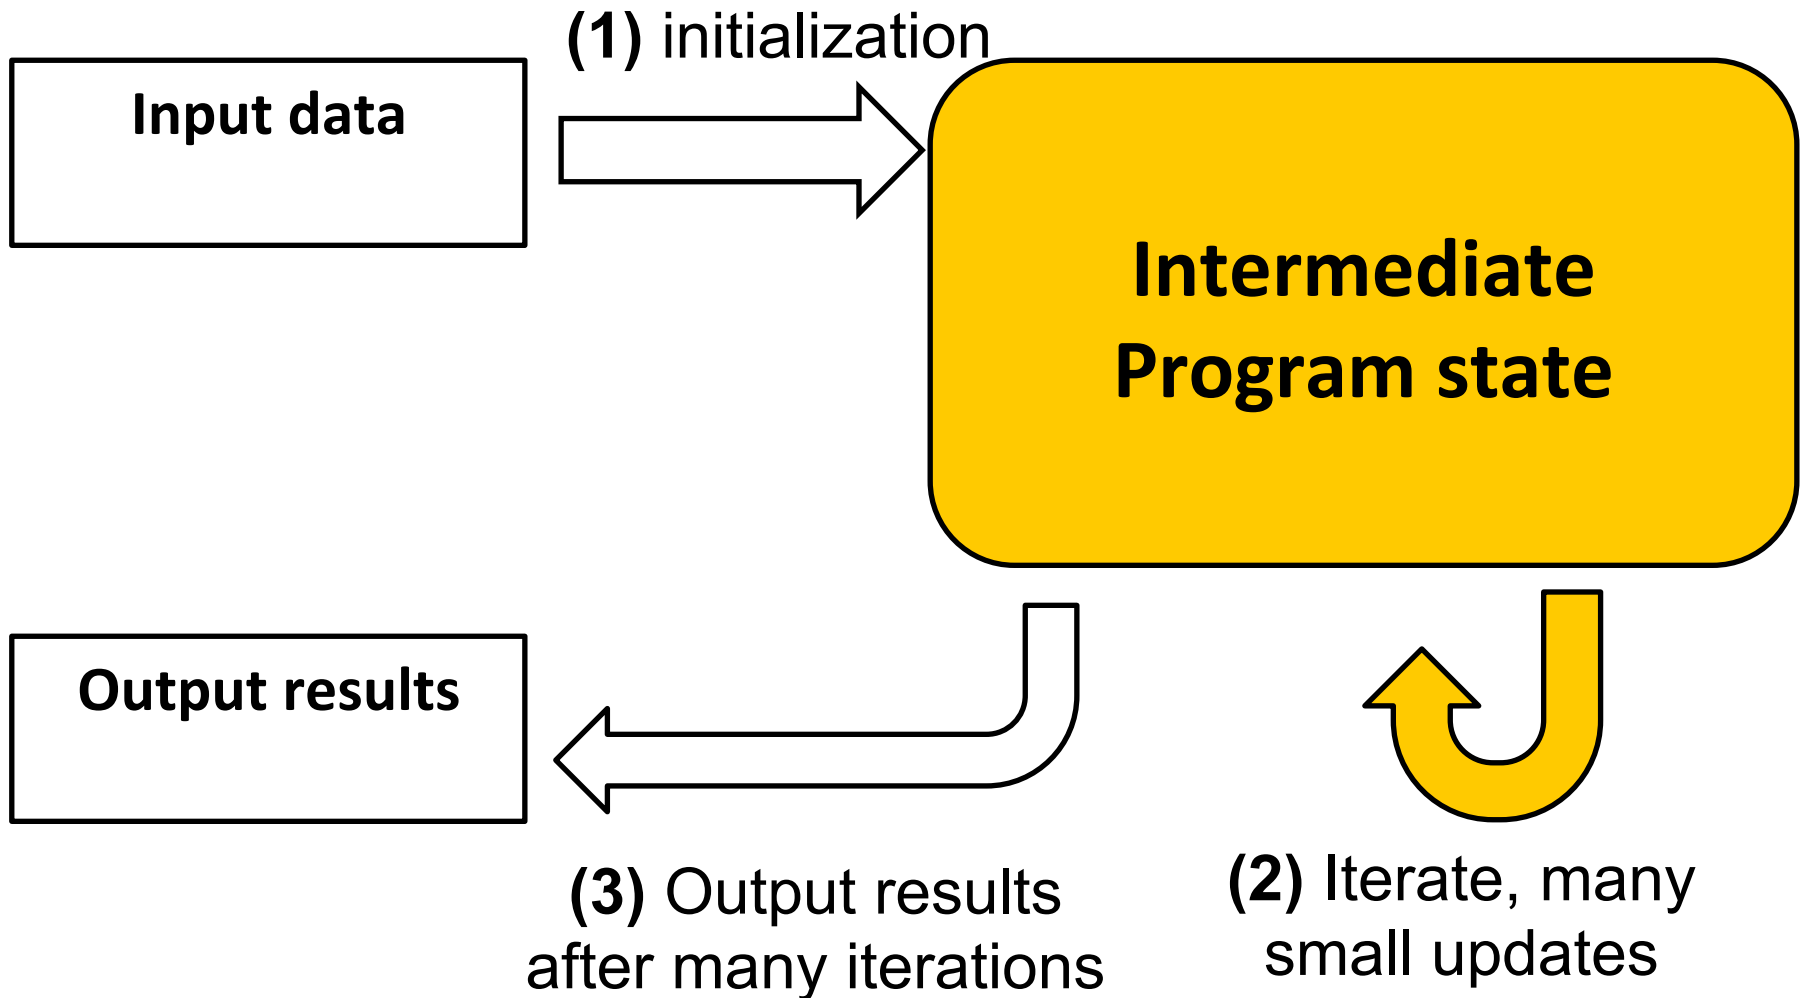 (1) initialization
Input data
Intermediate
Program state
Output results
(3) Output results
after many iterations
(2) Iterate, many
small updates